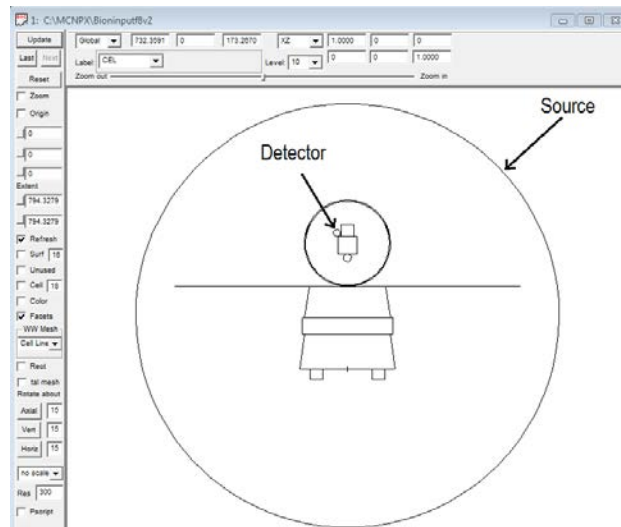 1: C:\MCNPX\Bioninputf8v2
Update Global 732.3591 0 173.2670 XZ 1.0000 0 0
Last Next Label: CEL Level: 10 0 0 1.0000
Reset Zoom out Zoom in
Zoom
Origin
0
0
0
Extent
794.3279
794.3279
Refresh
Surf 18
Unused
Cell 18
Color
Facets
WW Mesh
Cell Line
Rect
tal mesh
Rotate about
Axial 10
Vert 15
Horiz 15
No scale
Res 300
Psoript
Source
Detector